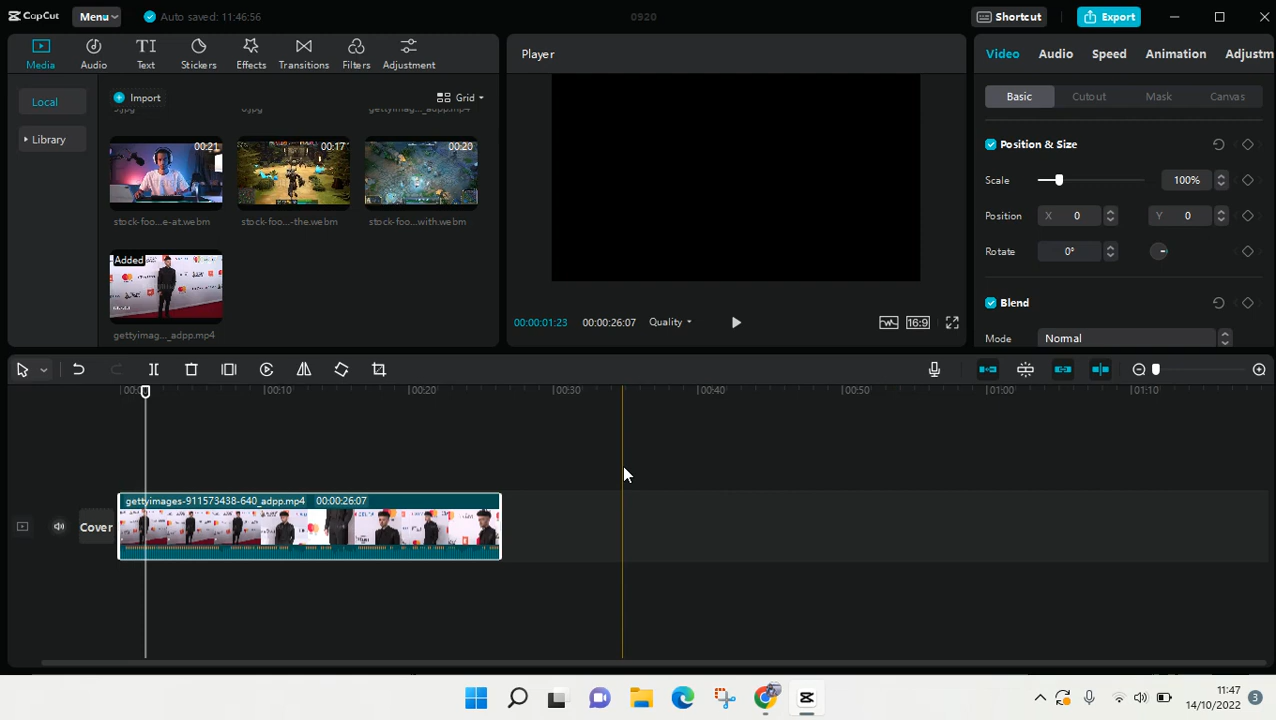 CapCut
Menu
Auto saved: 11:46:56
0920
Shortcut
Export
Media
Audio
Text
Stickers
Effects
Transitions
Filters
Adjustment
Player
Video
Audio
Speed
Animation
Adjustm
Local
Import
Grid
Basic
Cutout
Mask
Canvas
Library
00:21
00:17
00:20
Position & Size
Scale
100%
stock-foo...e-at.webm
stock-foo...-the.webm
stock-foo...with.webm
Position
X
0
Y
0
Added
Rotate
0°
Blend
gettyimag..._adpp.mp4
00:00:01:23
00:00:26:07
Quality
16:9
Mode
Normal
00:10
00:20
00:30
00:40
00:50
01:00
01:10
gettyimages-911573438-640_adpp.mp4
00:00:26:07
Cover
11:47
14/10/2022
3